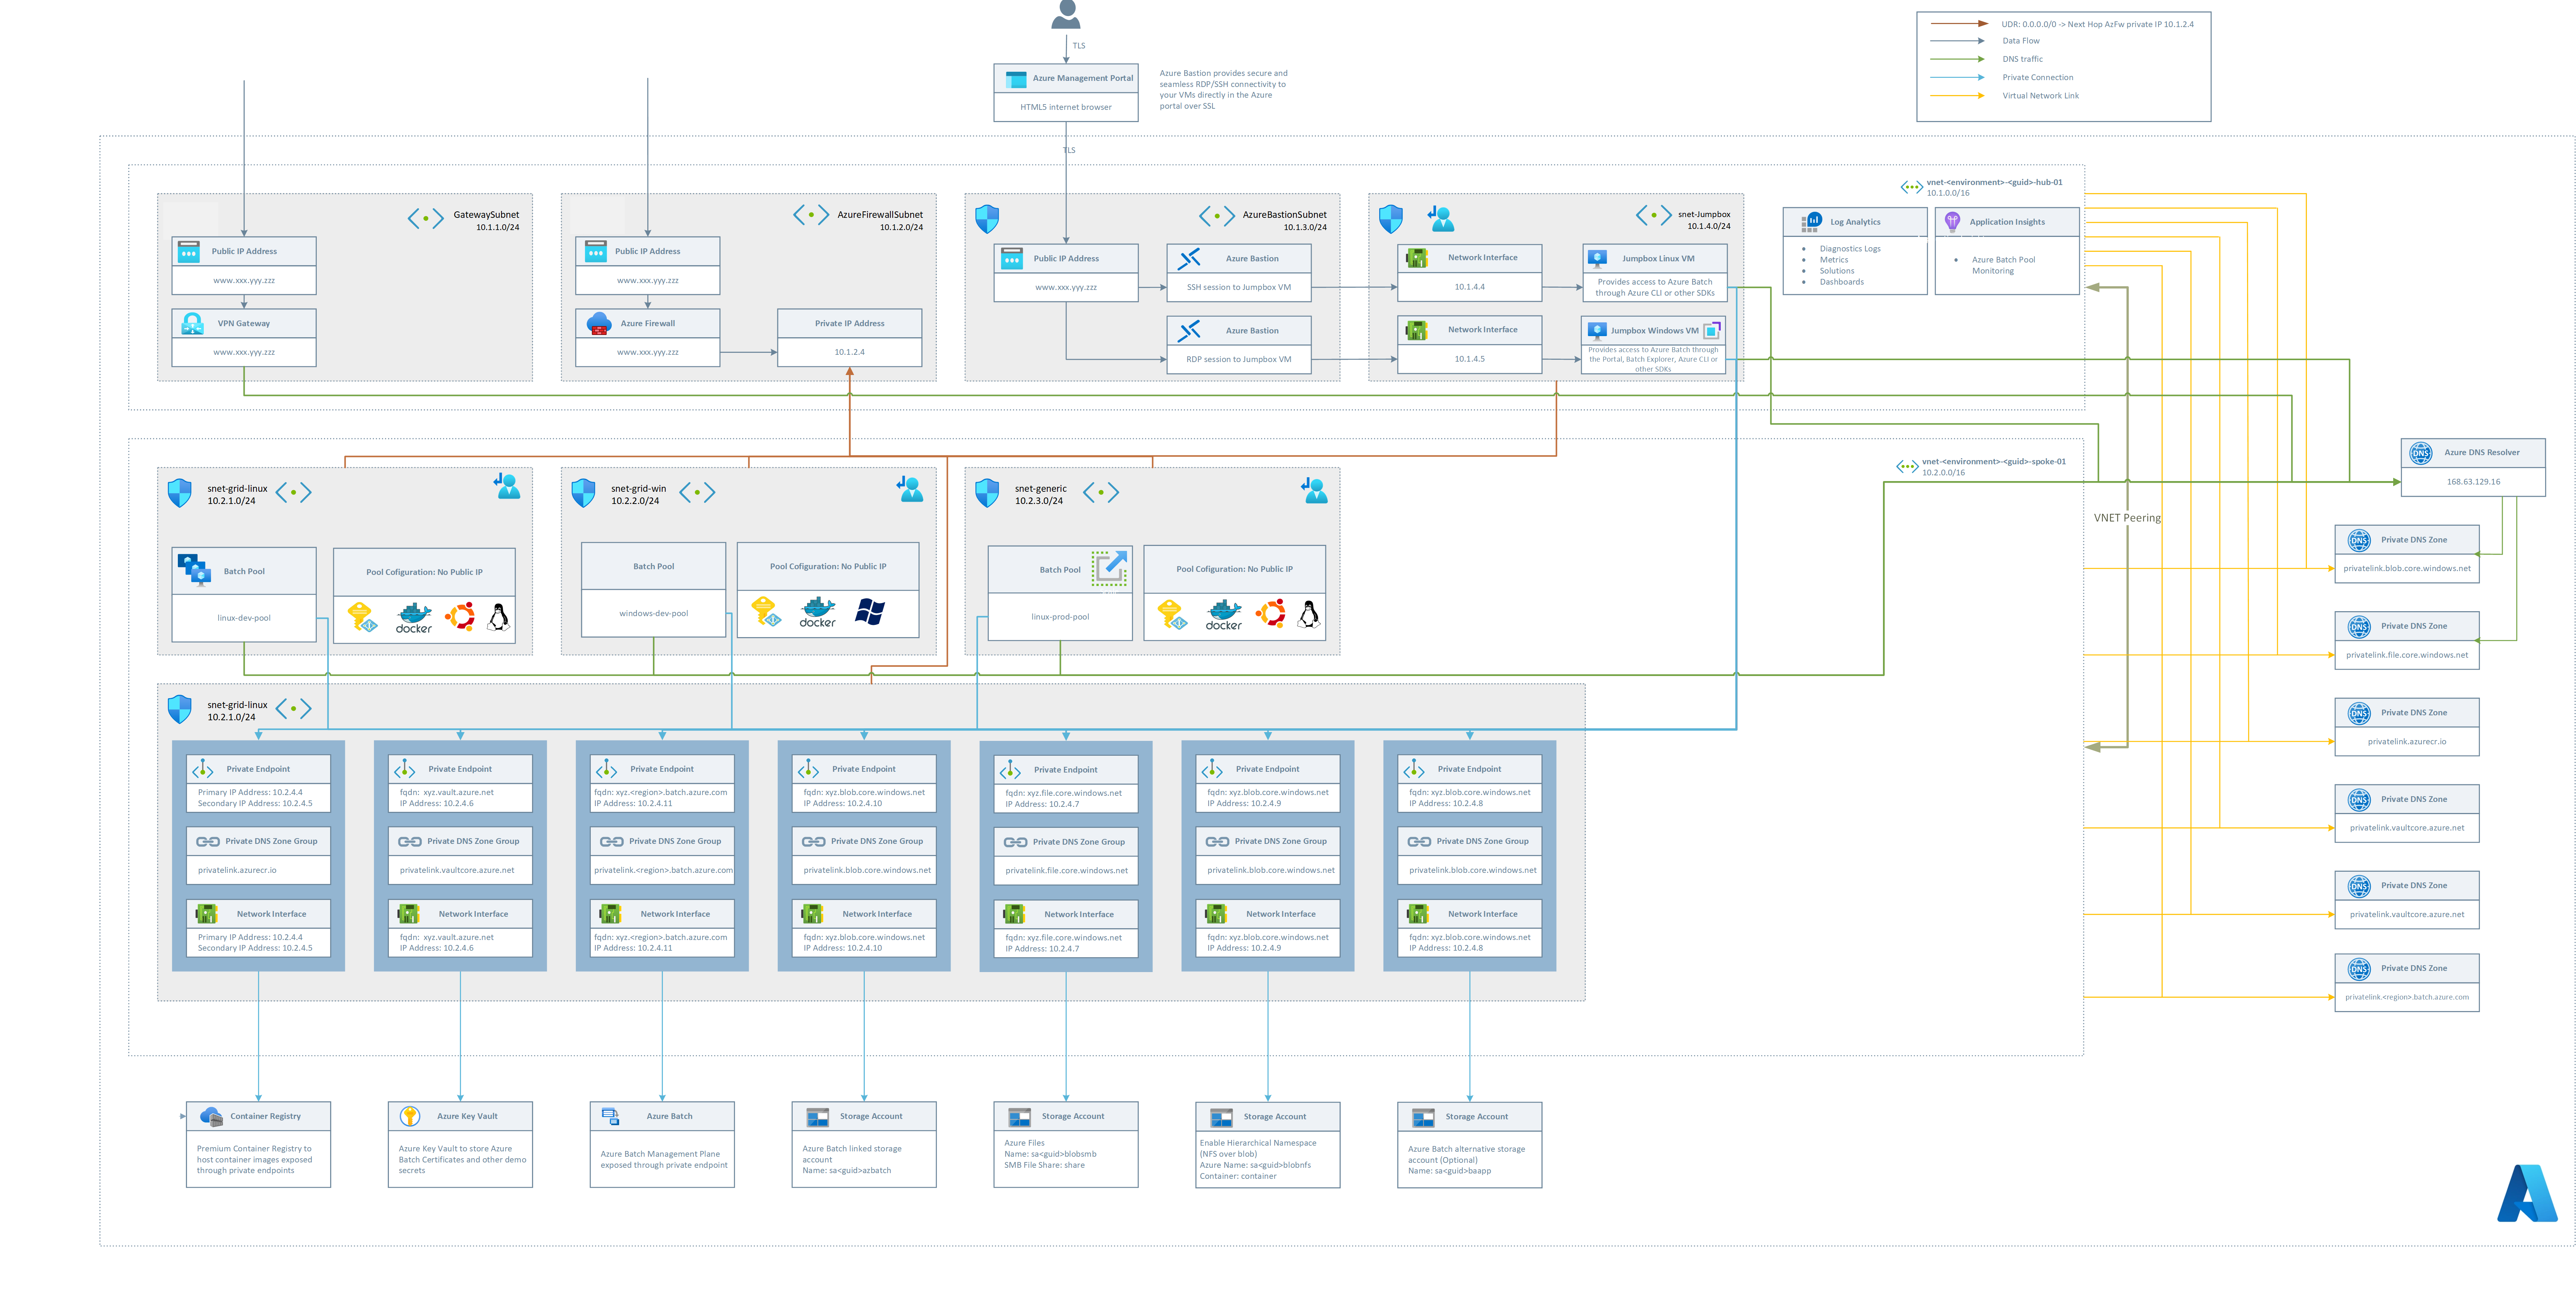 TLS
Azure Management Portal
HTML5 internet browser
Azure Bastion provides secure and
seamless RDP/SSH connectivity to
your VMs directly in the Azure
portal over SSL
UDR: 0.0.0.0/0 -> Next Hop AzFw private IP 10.1.2.4
Data Flow
DNS traffic
Private Connection
Virtual Network Link
TLS
vnet-<environment>-<guid>-hub-01
10.1.0.0/16
GatewaySubnet
10.1.1.0/24
Public IP Address
www.xxx.yyy.zzz
VPN Gateway
www.xxx.yyy.zzz
AzureFirewallSubnet
10.1.2.0/24
Public IP Address
www.xxx.yyy.zzz
Azure Firewall
www.xxx.yyy.zzz
Private IP Address
10.1.2.4
AzureBastionSubnet
10.1.3.0/24
Public IP Address
www.xxx.yyy.zzz
Azure Bastion
SSH session to Jumpbox VM
Azure Bastion
RDP session to Jumpbox VM
snet-Jumpbox
10.1.4.0/24
Network Interface
10.1.4.4
Jumpbox Linux VM
Provides access to Azure Batch
through Azure CLI or other SDKs
Network Interface
10.1.4.5
Jumpbox Windows VM
Provides access to Azure Batch through
the Portal, Batch Explorer, Azure CLI or
other SDKs
Log Analytics
• Diagnostics Logs
• Metrics
• Solutions
• Dashboards
Application Insights
• Azure Batch Pool
Monitoring
vnet-<environment>-<guid>-spoke-01
10.2.0.0/16
VNET Peering
snet-grid-linux
10.2.1.0/24
Batch Pool
linux-dev-pool
Pool Cofiguration: No Public IP
docker
snet-grid-win
10.2.2.0/24
Batch Pool
windows-dev-pool
Pool Cofiguration: No Public IP
docker
snet-generic
10.2.3.0/24
Batch Pool
linux-prod-pool
Pool Cofiguration: No Public IP
docker
snet-grid-linux
10.2.1.0/24
Private Endpoint
Primary IP Address: 10.2.4.4
Secondary IP Address: 10.2.4.5
Private DNS Zone Group
privatelink.azurecr.io
Network Interface
Primary IP Address: 10.2.4.4
Secondary IP Address: 10.2.4.5
Private Endpoint
fqdn: xyz.vault.azure.net
IP Address: 10.2.4.6
Private DNS Zone Group
privatelink.vaultcore.azure.net
Network Interface
fqdn: xyz.vault.azure.net
IP Address: 10.2.4.6
Private Endpoint
fqdn: xyz.<region>.batch.azure.com
IP Address: 10.2.4.11
Private DNS Zone Group
privatelink.<region>.batch.azure.com
Network Interface
fqdn: xyz.<region>.batch.azure.com
IP Address: 10.2.4.11
Private Endpoint
fqdn: xyz.blob.core.windows.net
IP Address: 10.2.4.10
Private DNS Zone Group
privatelink.blob.core.windows.net
Network Interface
fqdn: xyz.blob.core.windows.net
IP Address: 10.2.4.10
Private Endpoint
fqdn: xyz.file.core.windows.net
IP Address: 10.2.4.7
Private DNS Zone Group
privatelink.file.core.windows.net
Network Interface
fqdn: xyz.file.core.windows.net
IP Address: 10.2.4.7
Private Endpoint
fqdn: xyz.blob.core.windows.net
IP Address: 10.2.4.9
Private DNS Zone Group
privatelink.blob.core.windows.net
Network Interface
fqdn: xyz.blob.core.windows.net
IP Address: 10.2.4.9
Private Endpoint
fqdn: xyz.blob.core.windows.net
IP Address: 10.2.4.8
Private DNS Zone Group
privatelink.blob.core.windows.net
Network Interface
fqdn: xyz.blob.core.windows.net
IP Address: 10.2.4.8
Container Registry
Premium Container Registry to
host container images exposed
through private endpoints
Azure Key Vault
Azure Key Vault to store Azure
Batch Certificates and other demo
secrets
Azure Batch
Azure Batch Management Plane
exposed through private endpoint
Storage Account
Azure Batch linked storage
account
Name: sa<guid>azbatch
Storage Account
Azure Files
Name: sa<guid>blobsmb
SMB File Share: share
Storage Account
Enable Hierarchical Namespace
(NFS over blob)
Azure Name: sa<guid>blobnfs
Container: container
Storage Account
Azure Batch alternative storage
account (Optional)
Name: sa<guid>baapp
DNS
Azure DNS Resolver
168.63.129.16
DNS
Private DNS Zone
privatelink.blob.core.windows.net
DNS
Private DNS Zone
privatelink.file.core.windows.net
DNS
Private DNS Zone
privatelink.azurecr.io
DNS
Private DNS Zone
privatelink.vaultcore.azure.net
DNS
Private DNS Zone
privatelink.vaultcore.azure.net
DNS
Private DNS Zone
privatelink.<region>.batch.azure.com